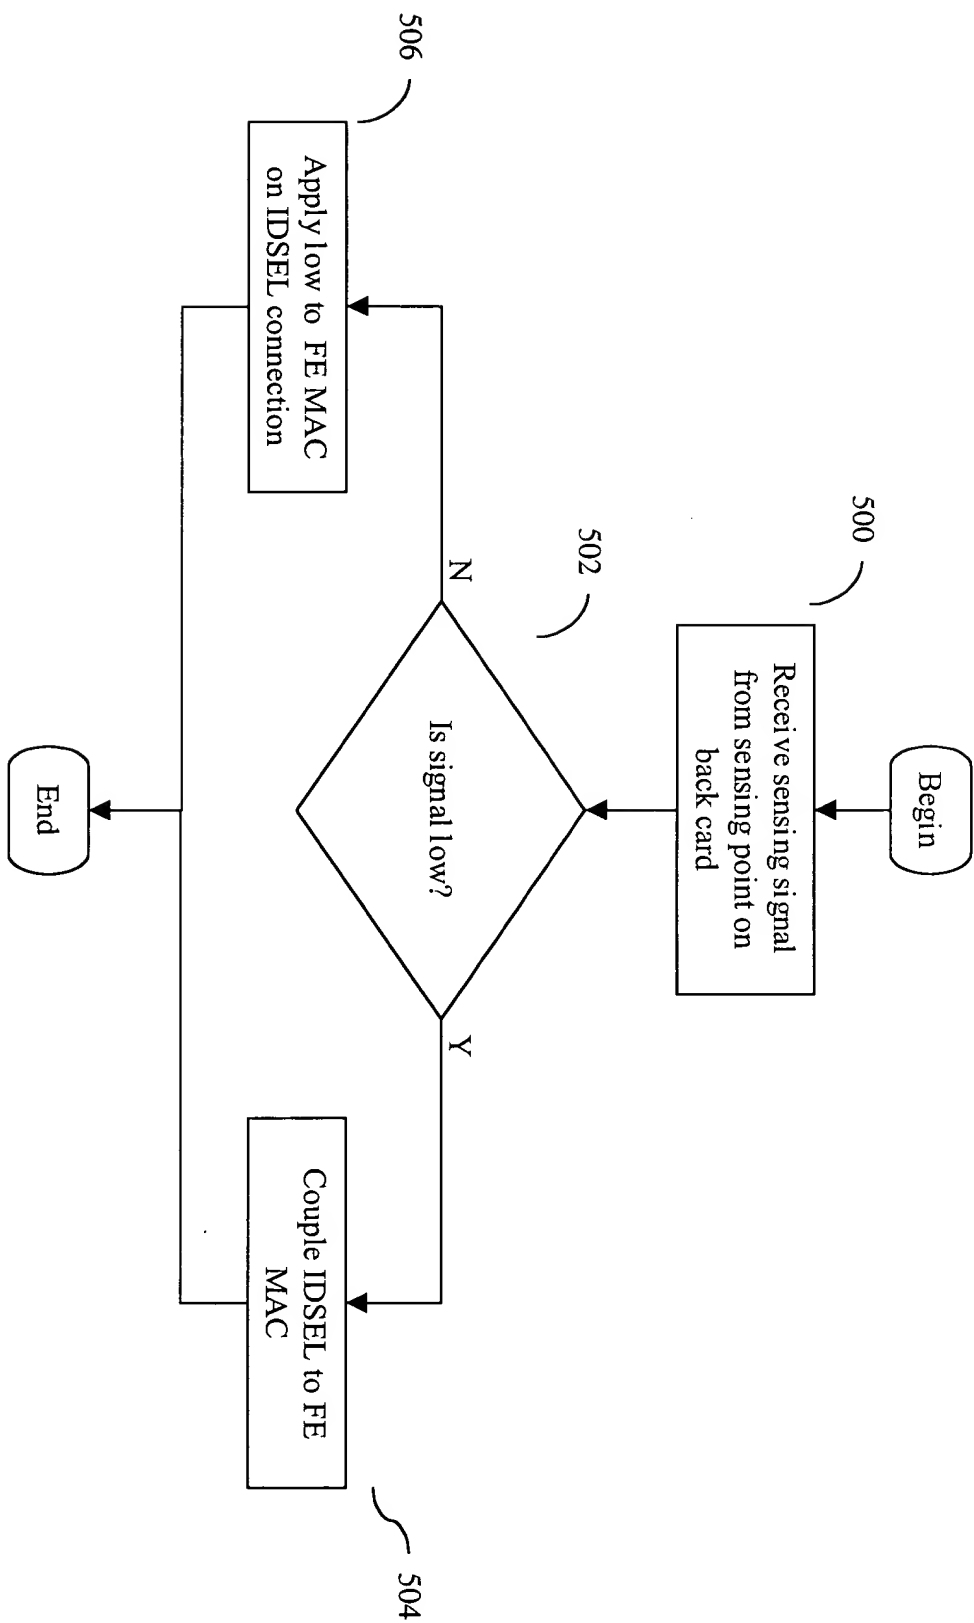 Begin
500
Receive sensing signal
from sensing point on
back card
502
Is signal low?
N
Y
506
Apply low to FE MAC
on IDSEL connection
Couple IDSEL to FE
MAC
504
End